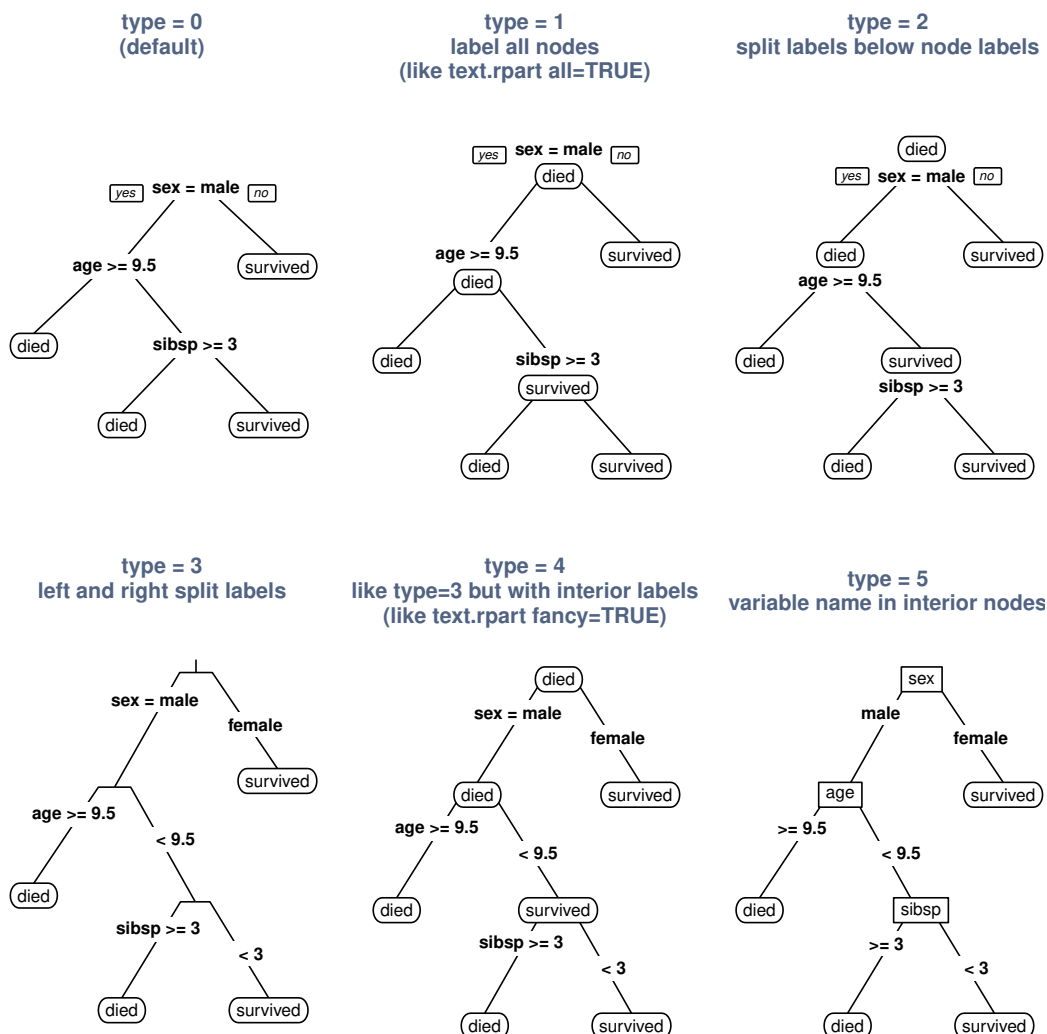 type = 0
(default)
yes sex = male no
age >= 9.5
survived
died
sibsp >= 3
died
survived
type = 1
label all nodes
(like text.rpart all=TRUE)
yes sex = male no
died
age >= 9.5
survived
died
died
sibsp >= 3
survived
died
survived
type = 2
split labels below node labels
died
yes sex = male no
died
survived
age >= 9.5
died
survived
sibsp >= 3
died
survived
type = 3
left and right split labels
sex = male
female
survived
age >= 9.5
< 9.5
died
sibsp >= 3
< 3
died
survived
type = 4
like type=3 but with interior labels
(like text.rpart fancy=TRUE)
died
sex = male
female
died
survived
age >= 9.5
< 9.5
died
survived
sibsp >= 3
< 3
died
survived
type = 5
variable name in interior nodes
sex
male
female
age
survived
>= 9.5
< 9.5
died
sibsp
>= 3
< 3
died
survived